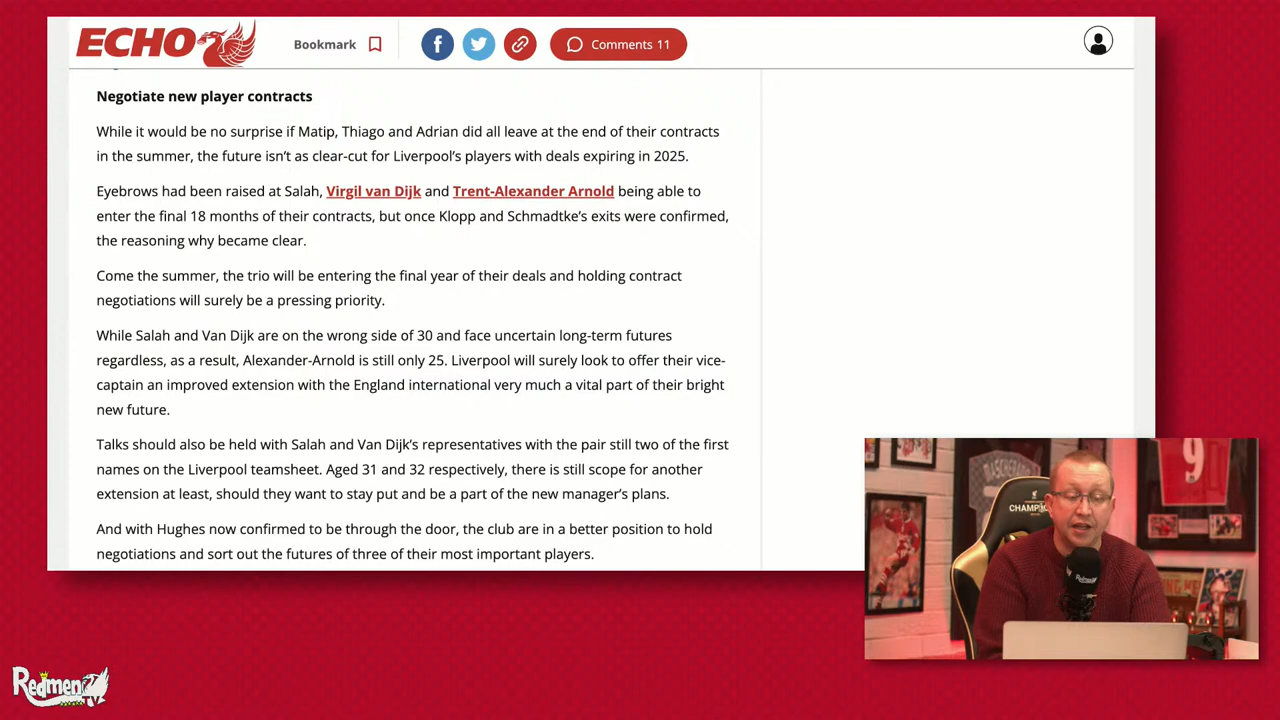 ECHO
Bookmark
Comments 11
Negotiate new player contracts
While it would be no surprise if Matip, Thiago and Adrian did all leave at the end of their contracts
in the summer, the future isn't as clear-cut for Liverpool's players with deals expiring in 2025.
Eyebrows had been raised at Salah, Virgil van Dijk and Trent-Alexander Arnold being able to
enter the final 18 months of their contracts, but once Klopp and Schmadtke's exits were confirmed,
the reasoning why became clear.
Come the summer, the trio will be entering the final year of their deals and holding contract
negotiations will surely be a pressing priority.
While Salah and Van Dijk are on the wrong side of 30 and face uncertain long-term futures
regardless, as a result, Alexander-Arnold is still only 25. Liverpool will surely look to offer their vice-
captain an improved extension with the England international very much a vital part of their bright
new future.
Talks should also be held with Salah and Van Dijk's representatives with the pair still two of the first
names on the Liverpool teamsheet. Aged 31 and 32 respectively, there is still scope for another
extension at least, should they want to stay put and be a part of the new manager's plans.
And with Hughes now confirmed to be through the door, the club are in a better position to hold
negotiations and sort out the futures of three of their most important players.
MASCHERANO
9
CHAMP
Redmen
Redmen
TV